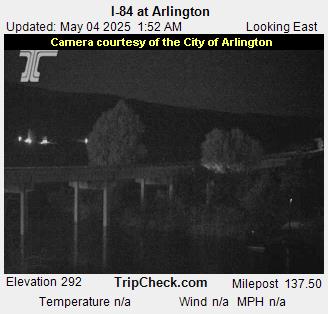 I-84 at Arlington
Updated: May 04 2025 1:52 AM Looking East
Camera courtesy of the City of Arlington
Elevation 292 TripCheck.com Milepost 137.50
Temperature n/a Wind n/a MPH n/a